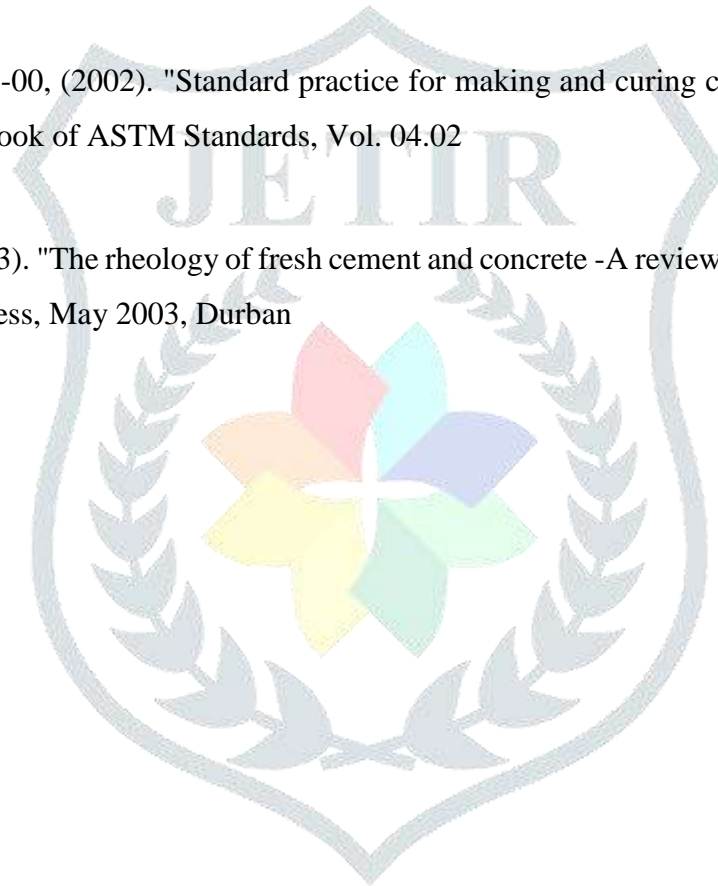 -00, (2002). "Standard practice for making and curing c
ook of ASTM Standards, Vol. 04.02
JETIR
3). "The rheology of fresh cement and concrete -A review
ess, May 2003, Durban